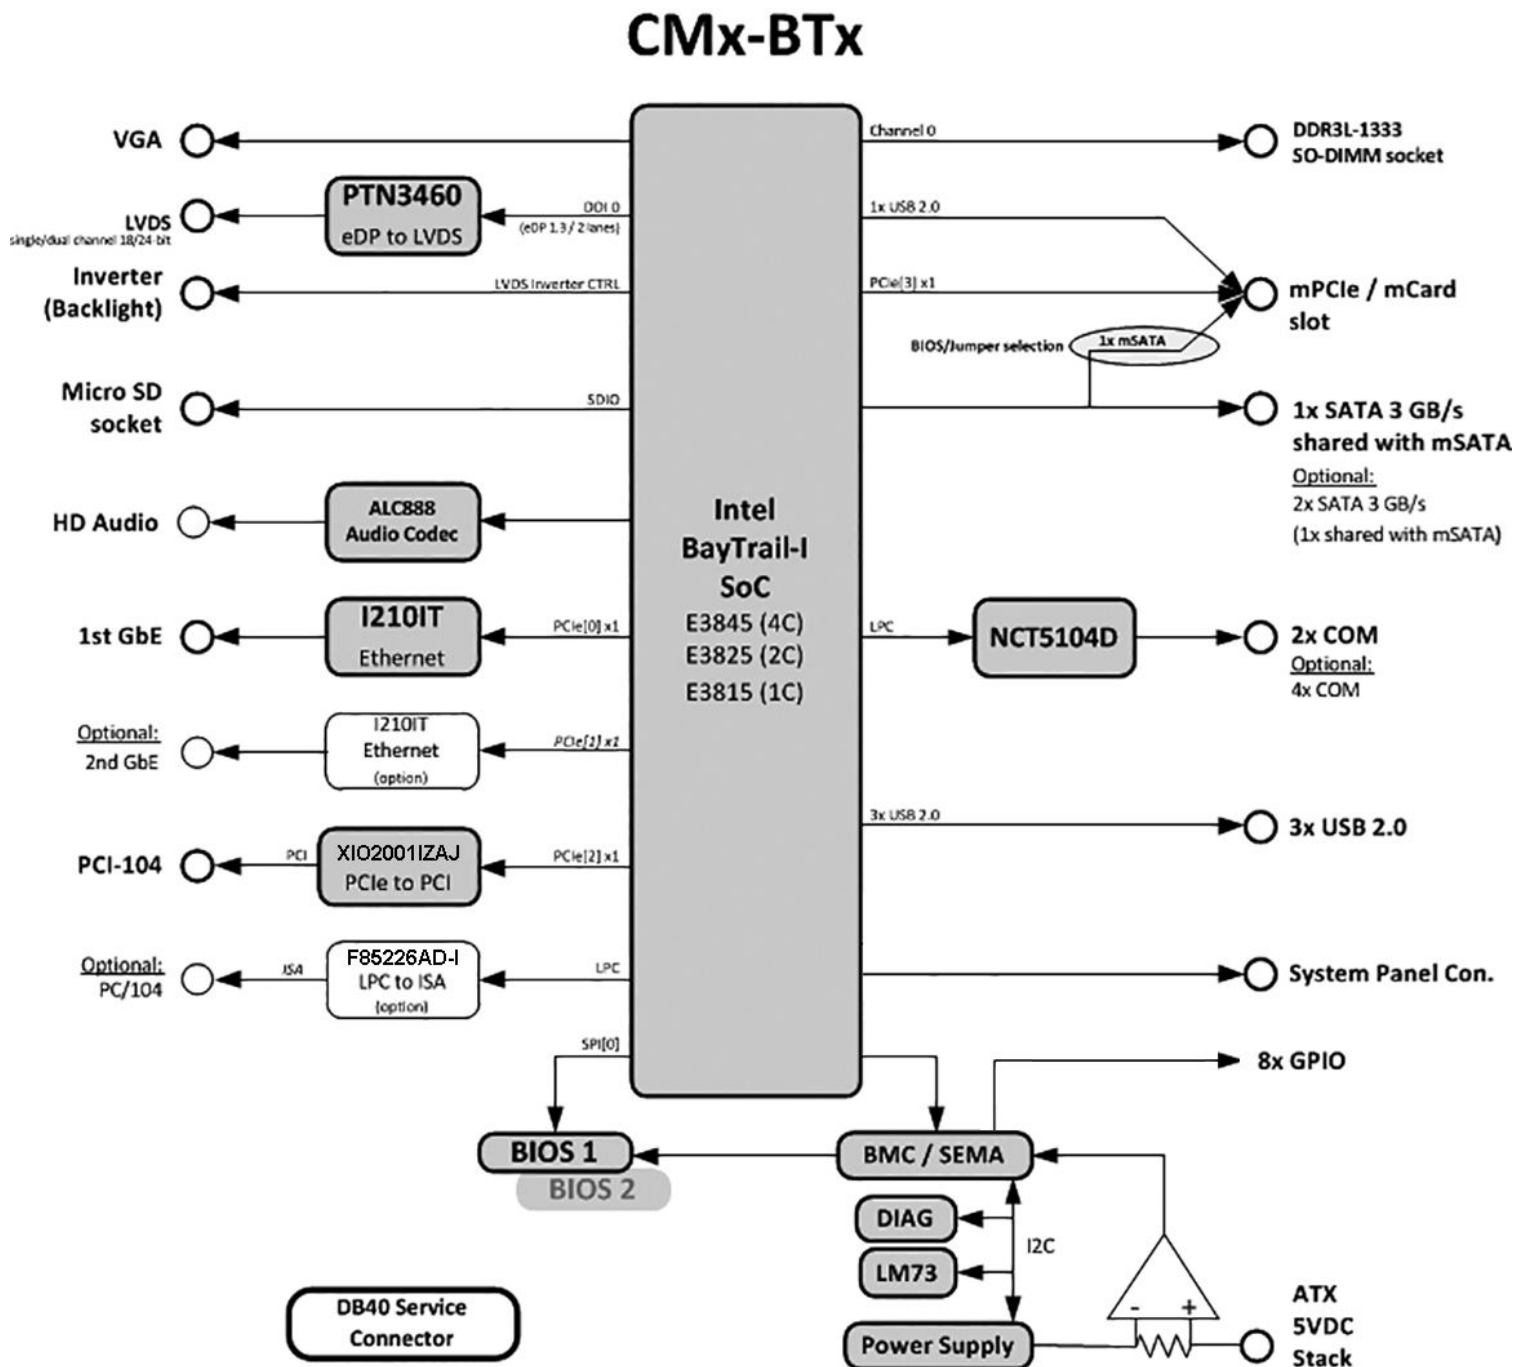 CMx-BTx
VGA
LVDS
single/dual channel 18/24-bit
PTN3460
eDP to LVDS
DDI 0
(eDP 1.3 / 2 lanes)
Inverter
(Backlight)
LVDS Inverter CTRL
Micro SD
socket
SDIO
HD Audio
ALC888
Audio Codec
1st GbE
I210IT
Ethernet
PCIe[0] x1
Optional:
2nd GbE
I210IT
Ethernet
(option)
PCIe[1] x1
PCI-104
PCI
XIO2001IZAJ
PCIe to PCI
PCIe[2] x1
Optional:
PC/104
ISA
F85226AD-I
LPC to ISA
(option)
LPC
SPI[0]
Intel
BayTrail-I
SoC
E3845 (4C)
E3825 (2C)
E3815 (1C)
Channel 0
DDR3L-1333
SO-DIMM socket
1x USB 2.0
PCIe[3] x1
mPCIe / mCard
slot
BIOS/Jumper selection
1x mSATA
1x SATA 3 GB/s
shared with mSATA
Optional:
2x SATA 3 GB/s
(1x shared with mSATA)
LPC
NCT5104D
2x COM
Optional:
4x COM
3x USB 2.0
3x USB 2.0
System Panel Con.
8x GPIO
BIOS 1
BIOS 2
BMC / SEMA
DIAG
LM73
I2C
Power Supply
- +
ATX
5VDC
Stack
DB40 Service
Connector